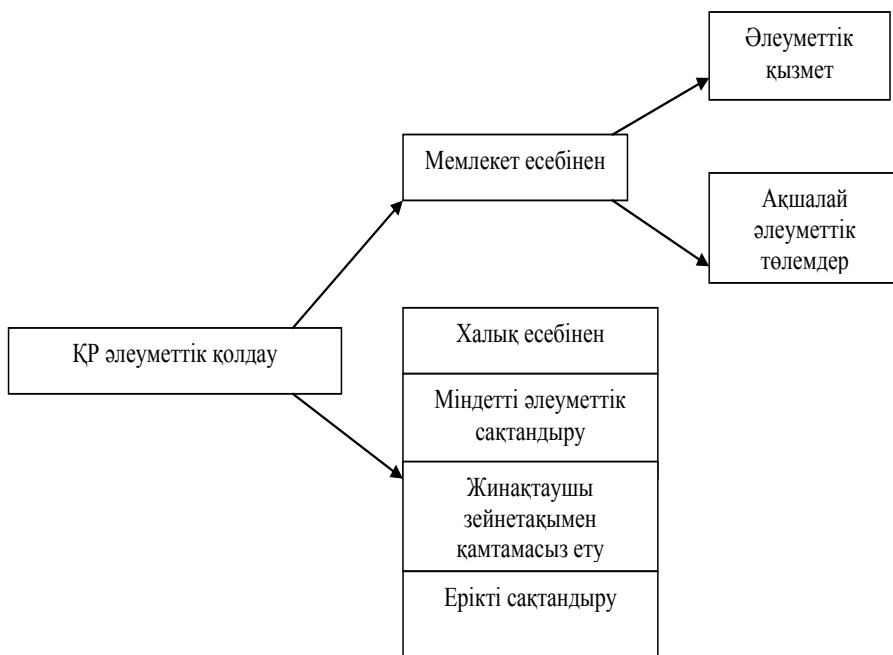 Әлеуметтік
қызмет
Мемлекет есебінен
Ақшалай
әлеуметтік
төлемдер
ҚР әлеуметтік қолдау
Халық есебінен
Міндетті әлеуметтік
сақтандыру
Жинақтаушы
зейнетақымен
қамтамасыз ету
Ерікті сақтандыру